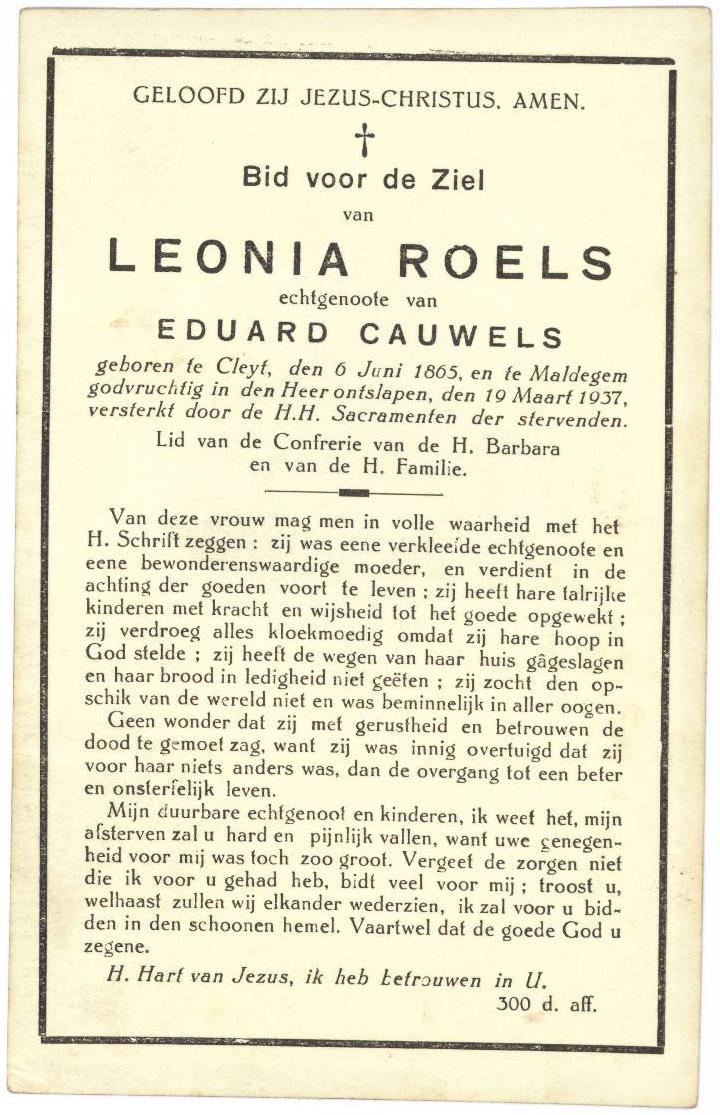 GELOOFD ZIJ JEZUS-CHRISTUS. AMEN.
Bid voor de Ziel
van
LEONIA ROELS
echtgenoote van
EDUARD CAUWELS
geboren te Cleyt, den 6 Juni 1865, en te Maldegem
godvruchtig in den Heer ontslapen, den 19 Maart 1937,
versterkt door de H.H. Sacramenten der stervenden.
Lid van de Confrerie van de H. Barbara
en van de H. Familie.
Van deze vrouw mag men in volle waarheid met het
H. Schrift zeggen : zij was eene verkleeïde echtgenoote en
eene bewonderenswaardige moeder, en verdient in de
achting der goeden voort te leven ; zij heeft hare talrijke
kinderen met kracht en wijsheid tot het goede opgewekt ;
zij verdroeg alles kloekmoedig omdat zij hare hoop in
God stelde ; zij heeft de wegen van haar huis gâgeslagen
en haar brood in ledigheid niet geëten ; zij zocht den op-
schik van de wereld niet en was beminnelijk in aller oogen.
Geen wonder dat zij met gerustheid en betrouwen de
dood te gemoet zag, want zij was innig overtuigd dat zij
voor haar niets anders was, dan de overgang tot een beter
en onsterfelijk leven.
Mijn duurbare echtgenoot en kinderen, ik weet het, mijn
afsterven zal u hard en pijnlijk vallen, want uwe genegen-
heid voor mij was toch zoo groot. Vergeet de zorgen niet
die ik voor u gehad heb, bidt veel voor mij ; troost u,
welhaast zullen wij elkander wederzien, ik zal voor u bid-
den in den schoonen hemel. Vaartwel dat de goede God u
zegene.
H. Hart van Jezus, ik heb betrouwen in U.
300 d. aff.